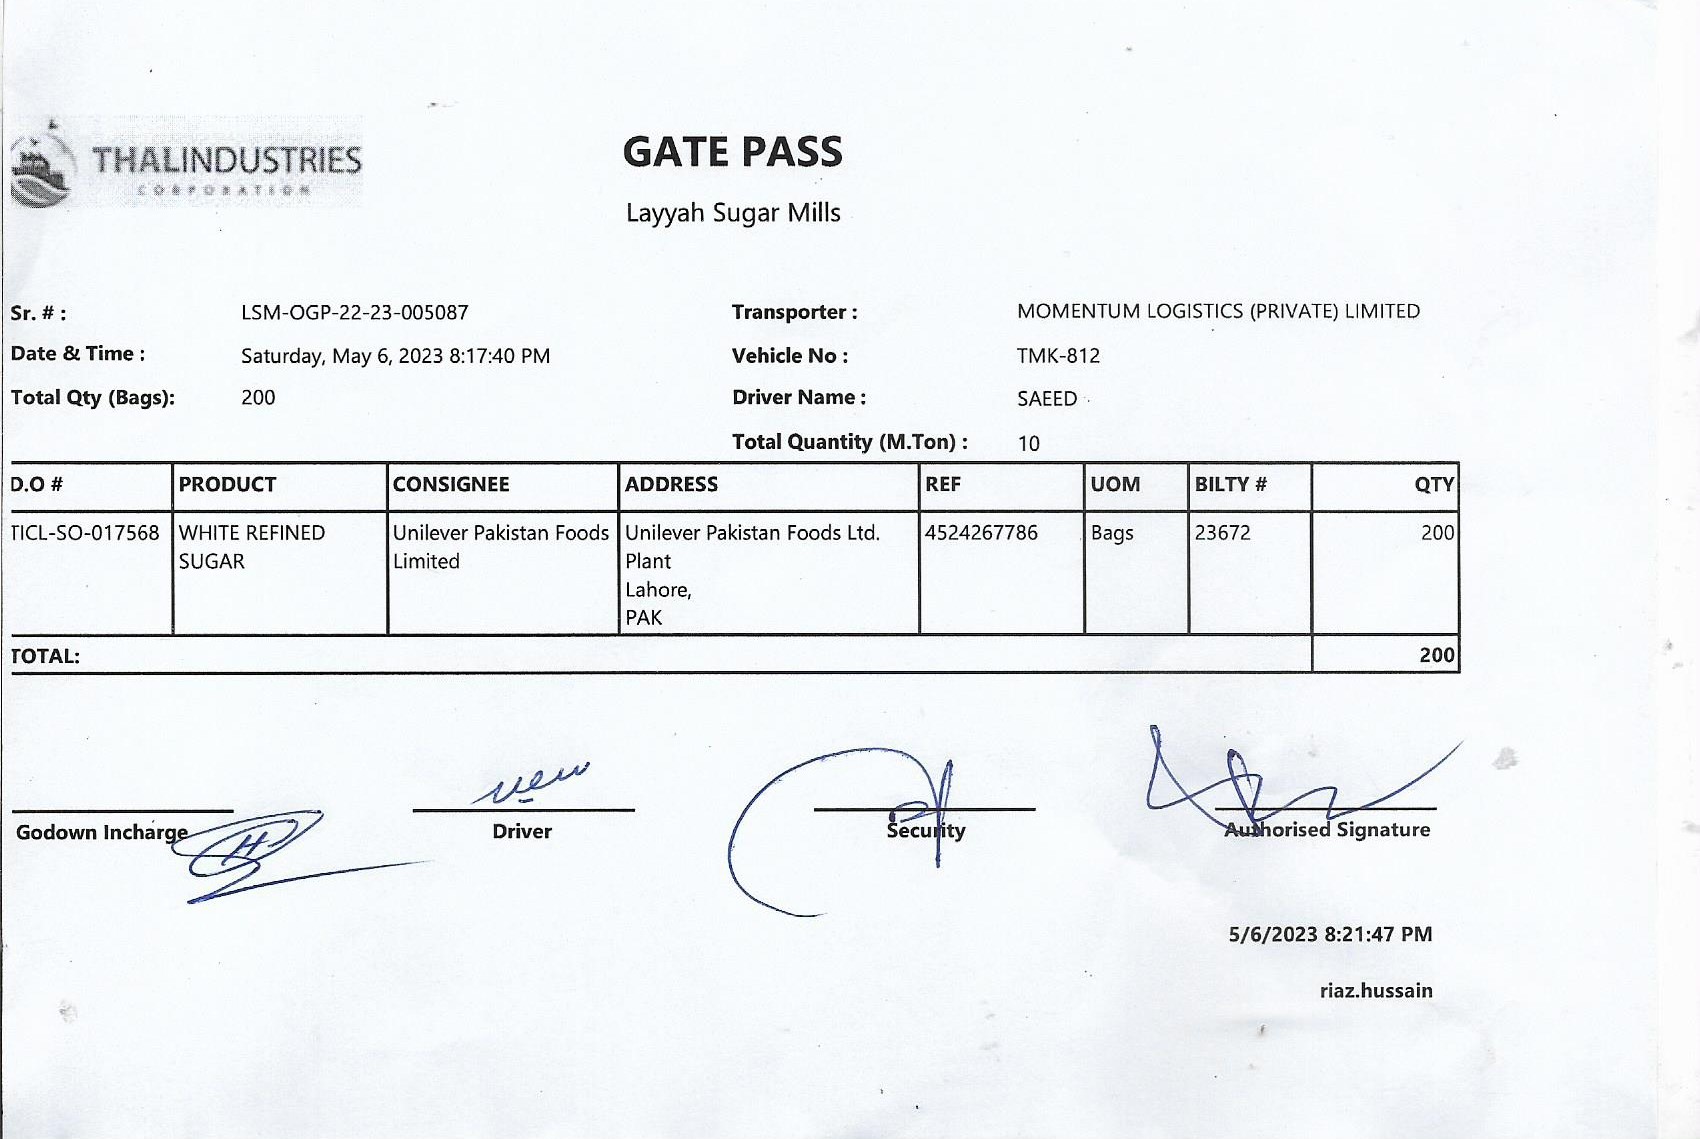 THALINDUSTRIES
CORPORATION
GATE PASS
Layyah Sugar Mills
Sr. # : LSM-OGP-22-23-005087
Transporter : MOMENTUM LOGISTICS (PRIVATE) LIMITED
Date & Time : Saturday, May 6, 2023 8:17:40 PM
Vehicle No : TMK-812
Total Qty (Bags): 200
Driver Name : SAEED
Total Quantity (M.Ton) : 10
D.O # PRODUCT CONSIGNEE ADDRESS REF UOM BILTY # QTY
TICL-SO-017568 WHITE REFINED Unilever Pakistan Foods Unilever Pakistan Foods Ltd. 4524267786 Bags 23672 200
SUGAR Limited Plant
Lahore,
PAK
TOTAL: 200
Godown Incharge Driver Security Authorised Signature
5/6/2023 8:21:47 PM
riaz.hussain